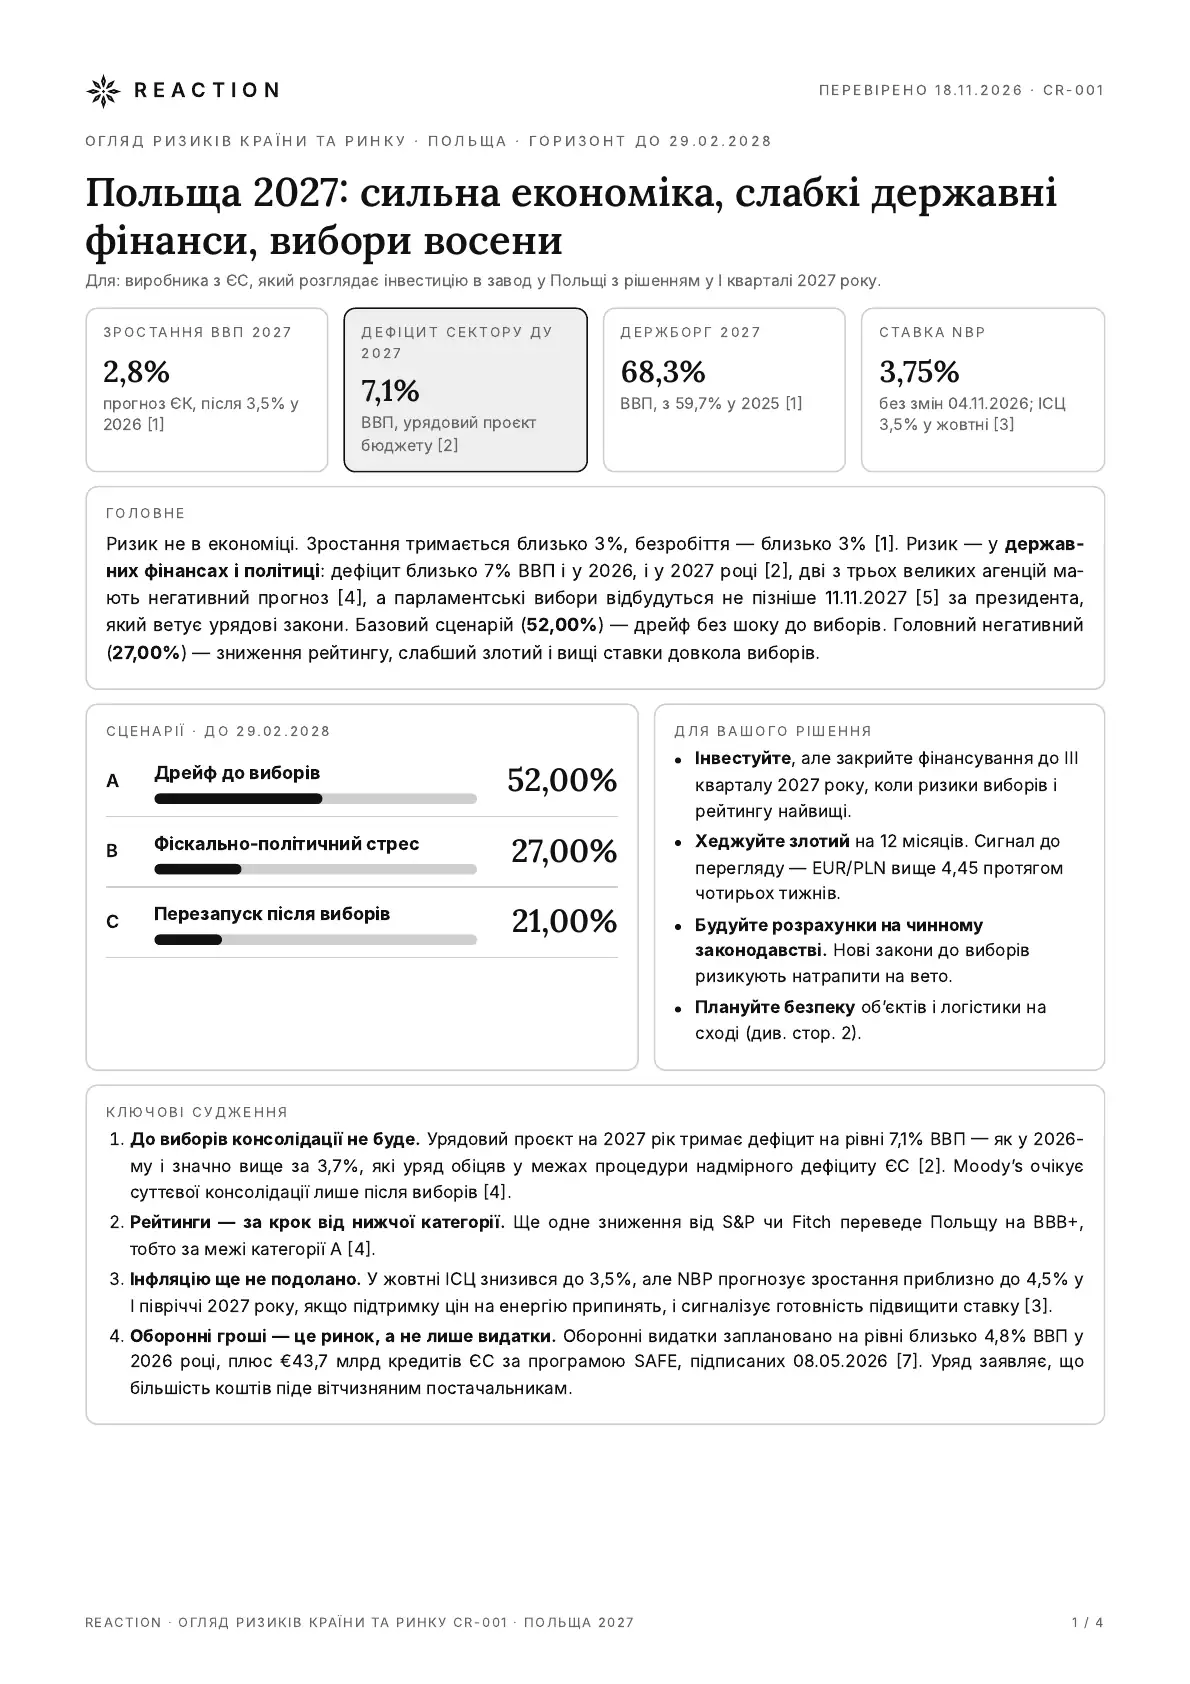 REACTION
ПЕРЕВІРЕНО 18.11.2026 · CR-001
ОГЛЯД РИЗИКІВ КРАЇНИ ТА РИНКУ · ПОЛЬЩА · ГОРИЗОНТ ДО 29.02.2028
Польща 2027: сильна економіка, слабкі державні
фінанси, вибори восени
Для: виробника з ЄС, який розглядає інвестицію в завод у Польщі з рішенням у I кварталі 2027 року.
ЗРОСТАННЯ ВВП 2027
2,8%
прогноз ЄК, після 3,5% у
2026 [1]
ДЕФІЦИТ СЕКТОРУ ДУ
2027
7,1%
ВВП, урядовий проєкт
бюджету [2]
ДЕРЖБОРГ 2027
68,3%
ВВП, з 59,7% у 2025 [1]
СТАВКА NBP
3,75%
без змін 04.11.2026; ІСЦ
3,5% у жовтні [3]
ГОЛОВНЕ
Ризик не в економіці. Зростання тримається близько 3%, безробіття — близько 3% [1]. Ризик — у держав-
них фінансах і політиці: дефіцит близько 7% ВВП і у 2026, і у 2027 році [2], дві з трьох великих агенцій ма-
ють негативний прогноз [4], а парламентські вибори відбудуться не пізніше 11.11.2027 [5] за президента,
який ветує урядові закони. Базовий сценарій (52,00%) — дрейф без шоку до виборів. Головний негативний
(27,00%) — зниження рейтингу, слабший злотий і вищі ставки довкола виборів.
СЦЕНАРІЇ · ДО 29.02.2028
A
Дрейф до виборів
52,00%
B
Фіскально-політичний стрес
27,00%
C
Перезапуск після виборів
21,00%
ДЛЯ ВАШОГО РІШЕННЯ
• Інвестуйте, але закрийте фінансування до III
кварталу 2027 року, коли ризики виборів і
рейтингу найвищі.
• Хеджуйте злотий на 12 місяців. Сигнал до
перегляду — EUR/PLN вище 4,45 протягом
чотирьох тижнів.
• Будуйте розрахунки на чинному
законодавстві. Нові закони до виборів
ризикують натрапити на вето.
• Плануйте безпеку об’єктів і логістики на
сході (див. стор. 2).
КЛЮЧОВІ СУДЖЕННЯ
1. До виборів консолідації не буде. Урядовий проєкт на 2027 рік тримає дефіцит на рівні 7,1% ВВП — як у 2026-
му і значно вище за 3,7%, які уряд обіцяв у межах процедури надмірного дефіциту ЄС [2]. Moody’s очікує
суттєвої консолідації лише після виборів [4].
2. Рейтинги — за крок від нижчої категорії. Ще одне зниження від S&P чи Fitch переведе Польщу на BBB+,
тобто за межі категорії A [4].
3. Інфляцію ще не подолано. У жовтні ІСЦ знизився до 3,5%, але NBP прогнозує зростання приблизно до 4,5% у
I півріччі 2027 року, якщо підтримку цін на енергію припинять, і сигналізує готовність підвищити ставку [3].
4. Оборонні гроші — це ринок, а не лише видатки. Оборонні видатки заплановано на рівні близько 4,8% ВВП у
2026 році, плюс €43,7 млрд кредитів ЄС за програмою SAFE, підписаних 08.05.2026 [7]. Уряд заявляє, що
більшість коштів піде вітчизняним постачальникам.
REACTION · ОГЛЯД РИЗИКІВ КРАЇНИ ТА РИНКУ CR-001 · ПОЛЬЩА 2027
1 / 4